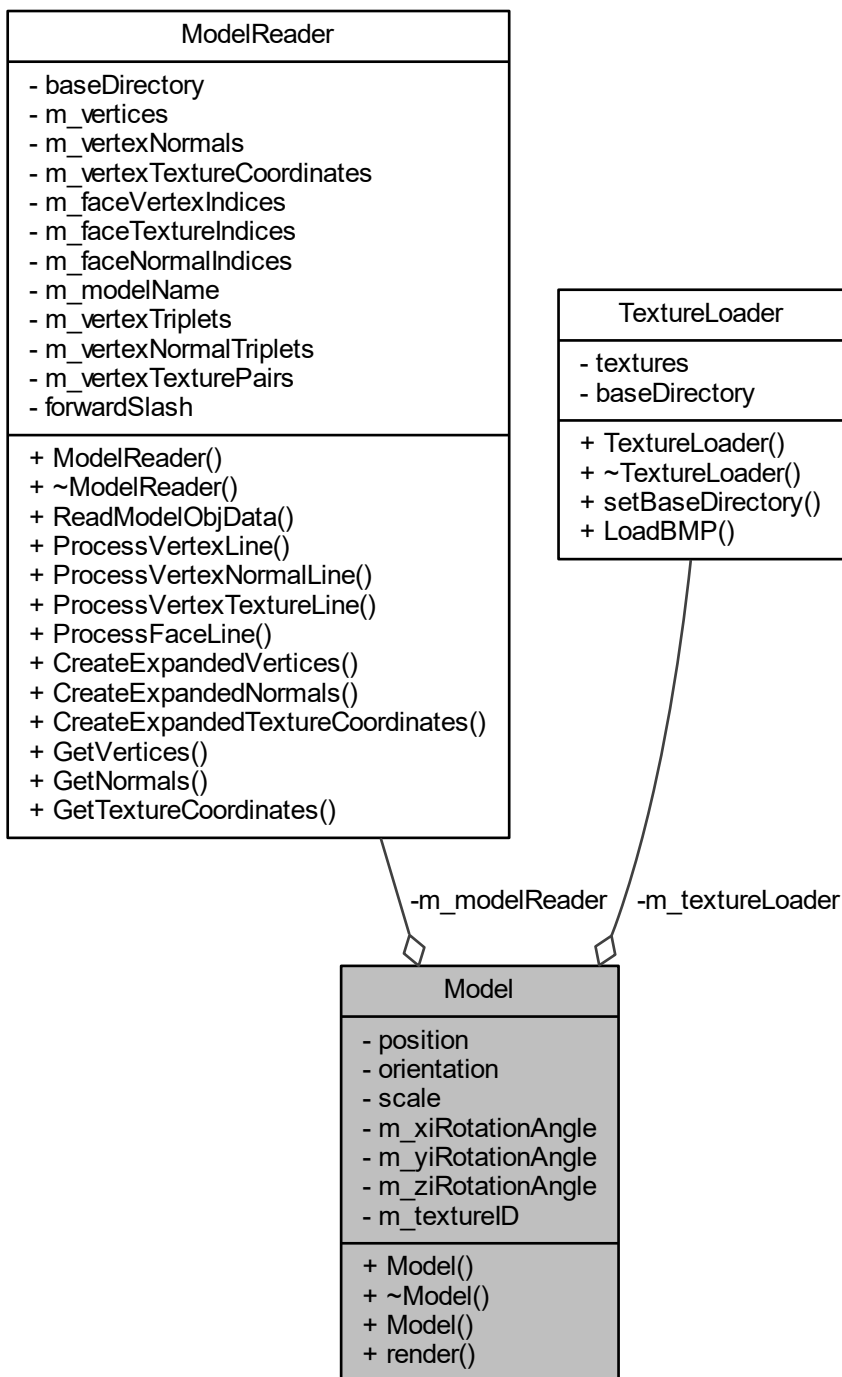 ModelReader
- baseDirectory
- m_vertices
- m_vertexNormals
- m_vertexTextureCoordinates
- m_faceVertexIndices
- m_faceTextureIndices
- m_faceNormalIndices
- m_modelName
- m_vertexTriplets
- m_vertexNormalTriplets
- m_vertexTexturePairs
- forwardSlash
+ ModelReader()
+ ~ModelReader()
+ ReadModelObjData()
+ ProcessVertexLine()
+ ProcessVertexNormalLine()
+ ProcessVertexTextureLine()
+ ProcessFaceLine()
+ CreateExpandedVertices()
+ CreateExpandedNormals()
+ CreateExpandedTextureCoordinates()
+ GetVertices()
+ GetNormals()
+ GetTextureCoordinates()
TextureLoader
- textures
- baseDirectory
+ TextureLoader()
+ ~TextureLoader()
+ setBaseDirectory()
+ LoadBMP()
-m_modelReader
-m_textureLoader
Model
- position
- orientation
- scale
- m_xiRotationAngle
- m_yiRotationAngle
- m_ziRotationAngle
- m_textureID
+ Model()
+ ~Model()
+ Model()
+ render()